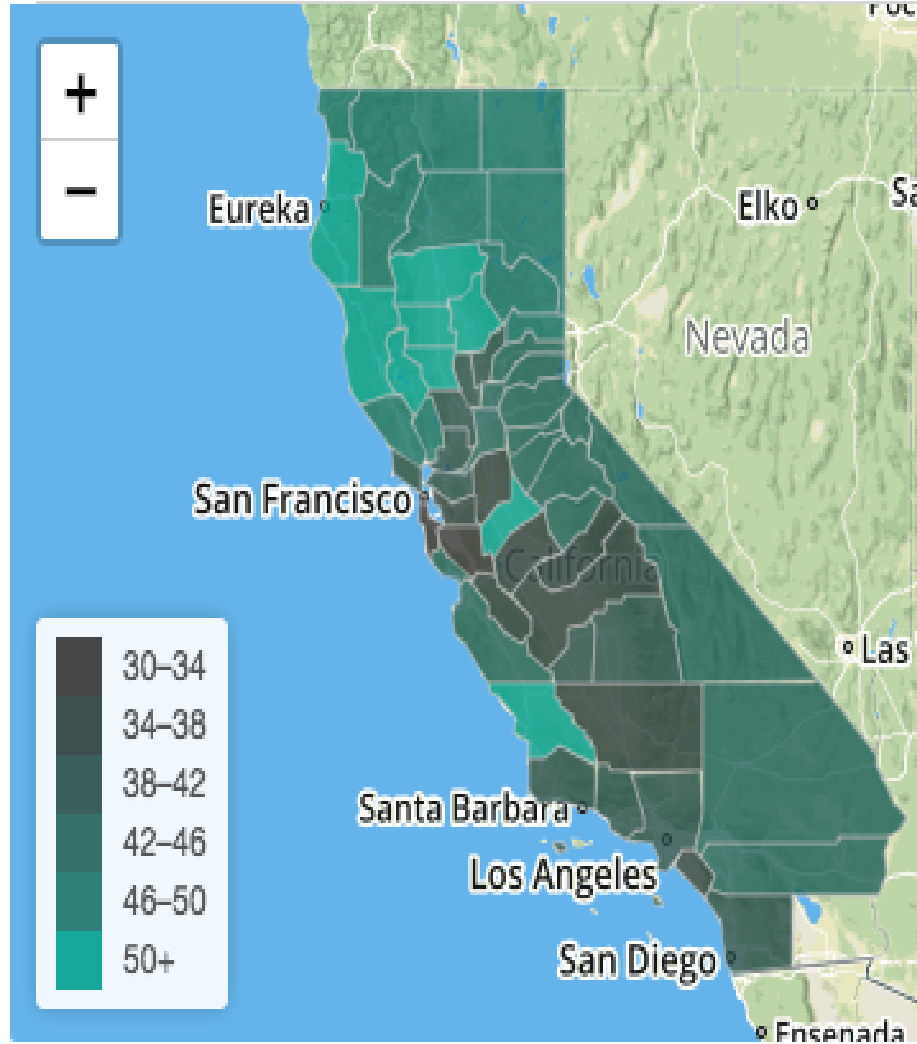 +
−
Eureka
Elko
Sa
Nevada
San Francisco
California
Las
30–34
34–38
38–42
42–46
46–50
50+
Santa Barbara
Los Angeles
San Diego
Ensenada